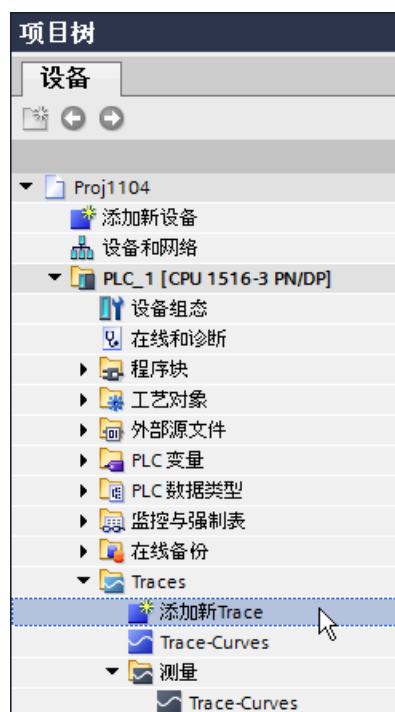 项目树
设备
Proj1104
添加新设备
设备和网络
PLC_1 [CPU 1516-3 PN/DP]
设备组态
在线和诊断
程序块
工艺对象
外部源文件
PLC 变量
PLC 数据类型
监控与强制表
在线备份
Traces
添加新Trace
Trace-Curves
测量
Trace-Curves